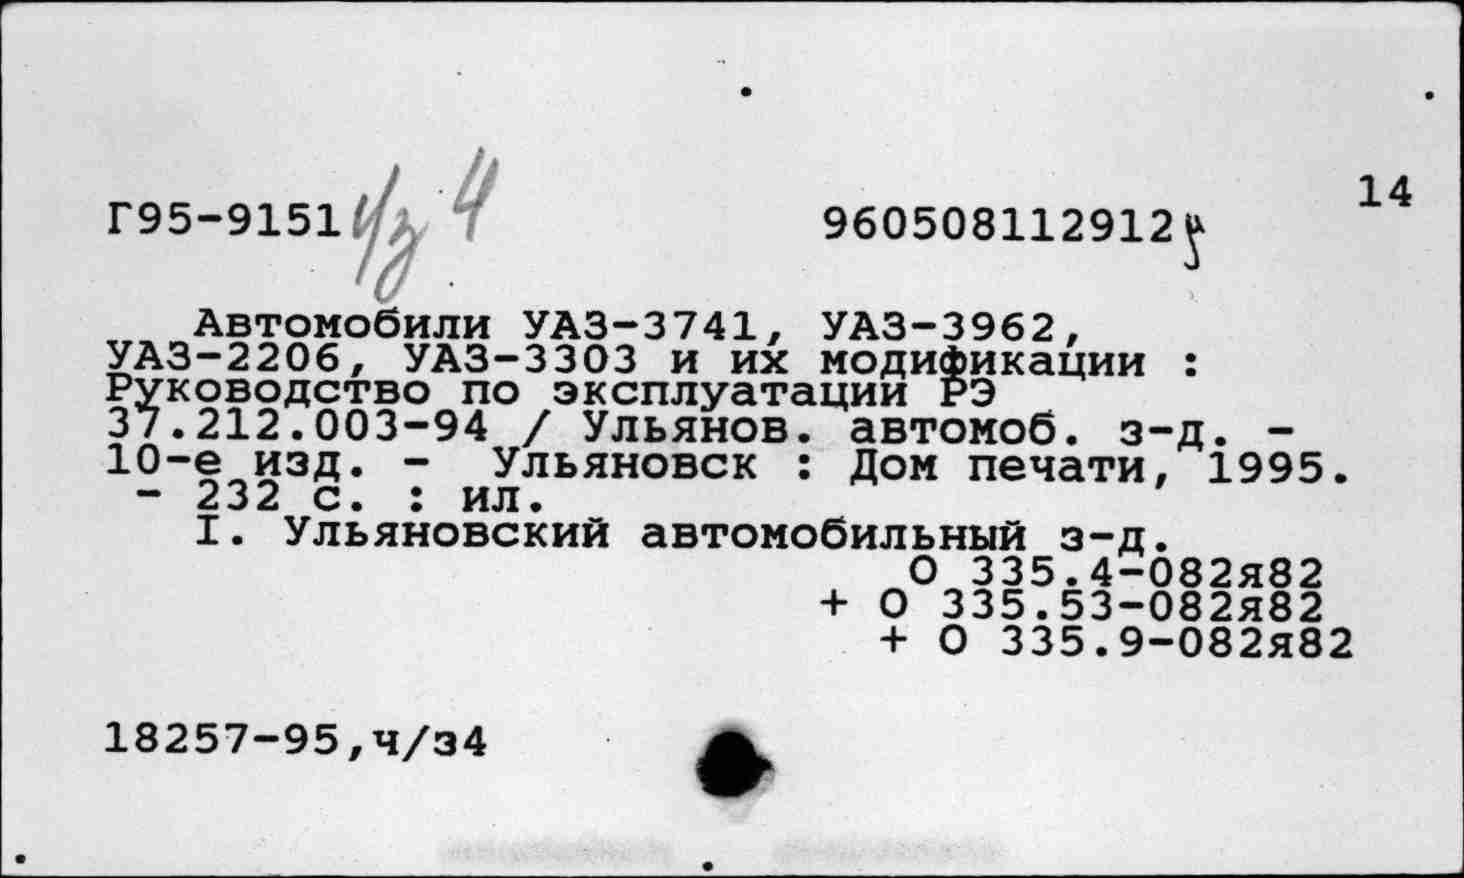 14
Г95-9151 ч/з 4 960508112912
Автомобили УАЗ-3741, УАЗ-3962,
УАЗ-2206, УАЗ-3303 и их модификации :
Руководство по эксплуатации РЭ
37.212.003-94 / Ульянов. автомоб. з-д. -
10-е изд. - Ульяновск : Дом печати, 1995.
- 232 с. : ил.
I. Ульяновский автомобильный з-д.
О 335.4-082я82
+ О 335.53-082я82
+ О 335.9-082я82
18257-95,ч/з4